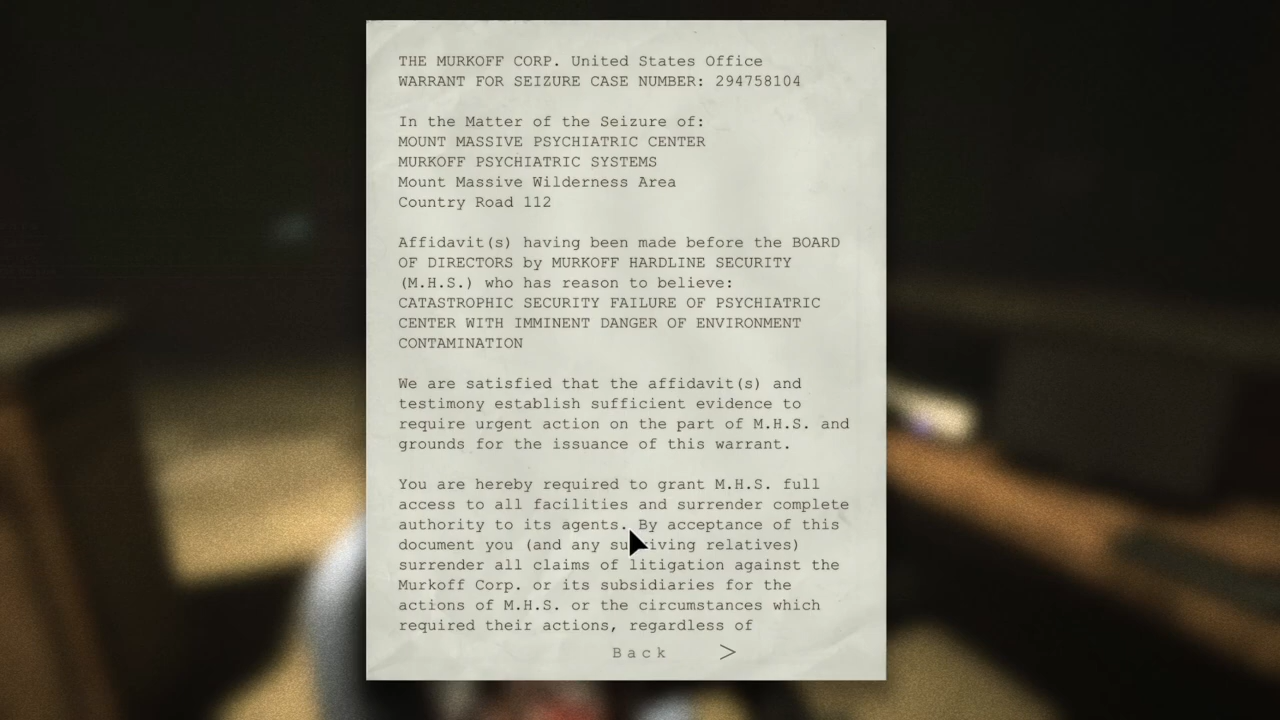 THE MURKOFF CORP. United States Office
WARRANT FOR SEIZURE CASE NUMBER: 294758104
In the Matter of the Seizure of:
MOUNT MASSIVE PSYCHIATRIC CENTER
MURKOFF PSYCHIATRIC SYSTEMS
Mount Massive Wilderness Area
Country Road 112
Affidavit(s) having been made before the BOARD
OF DIRECTORS by MURKOFF HARDLINE SECURITY
(M.H.S.) who has reason to believe:
CATASTROPHIC SECURITY FAILURE OF PSYCHIATRIC
CENTER WITH IMMINENT DANGER OF ENVIRONMENT
CONTAMINATION
We are satisfied that the affidavit(s) and
testimony establish sufficient evidence to
require urgent action on the part of M.H.S. and
grounds for the issuance of this warrant.
You are hereby required to grant M.H.S. full
access to all facilities and surrender complete
authority to its agents. By acceptance of this
document you (and any surviving relatives)
surrender all claims of litigation against the
Murkoff Corp. or its subsidiaries for the
actions of M.H.S. or the circumstances which
required their actions, regardless of
Back >